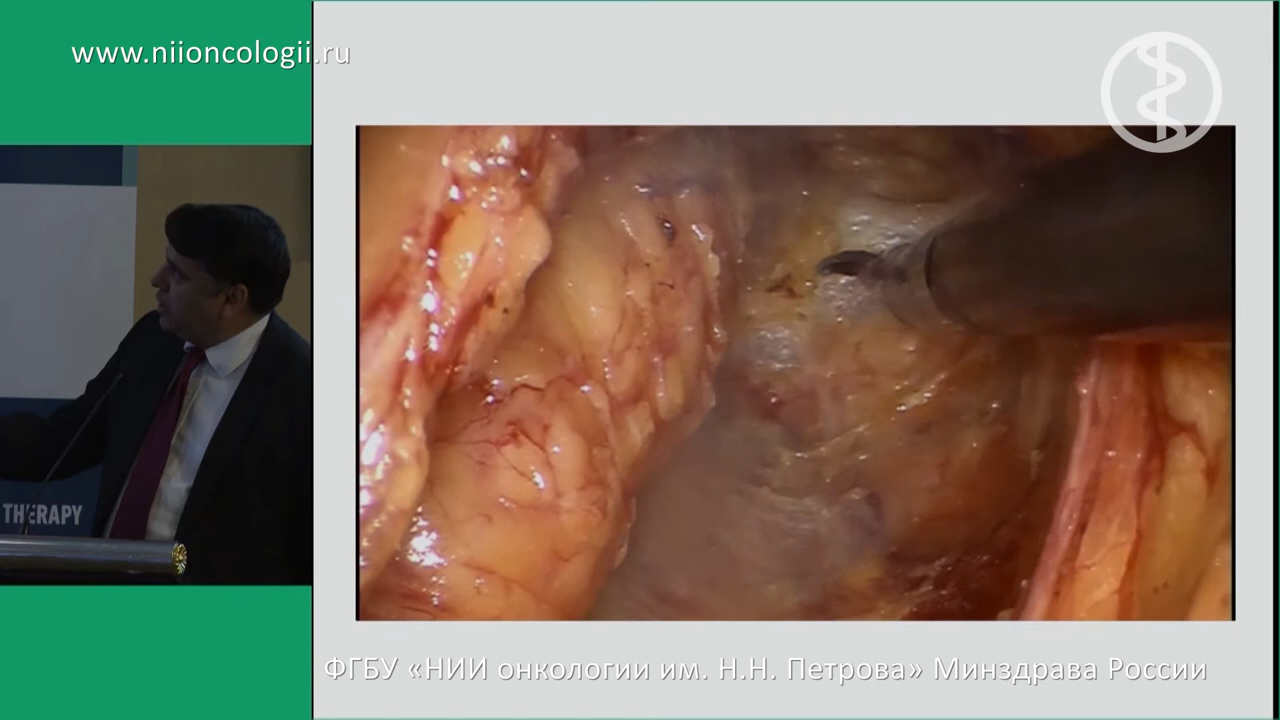 www.niioncologii.ru
THERAPY
ФГБУ «НИИ онкологии им. Н.Н. Петрова» Минздрава России